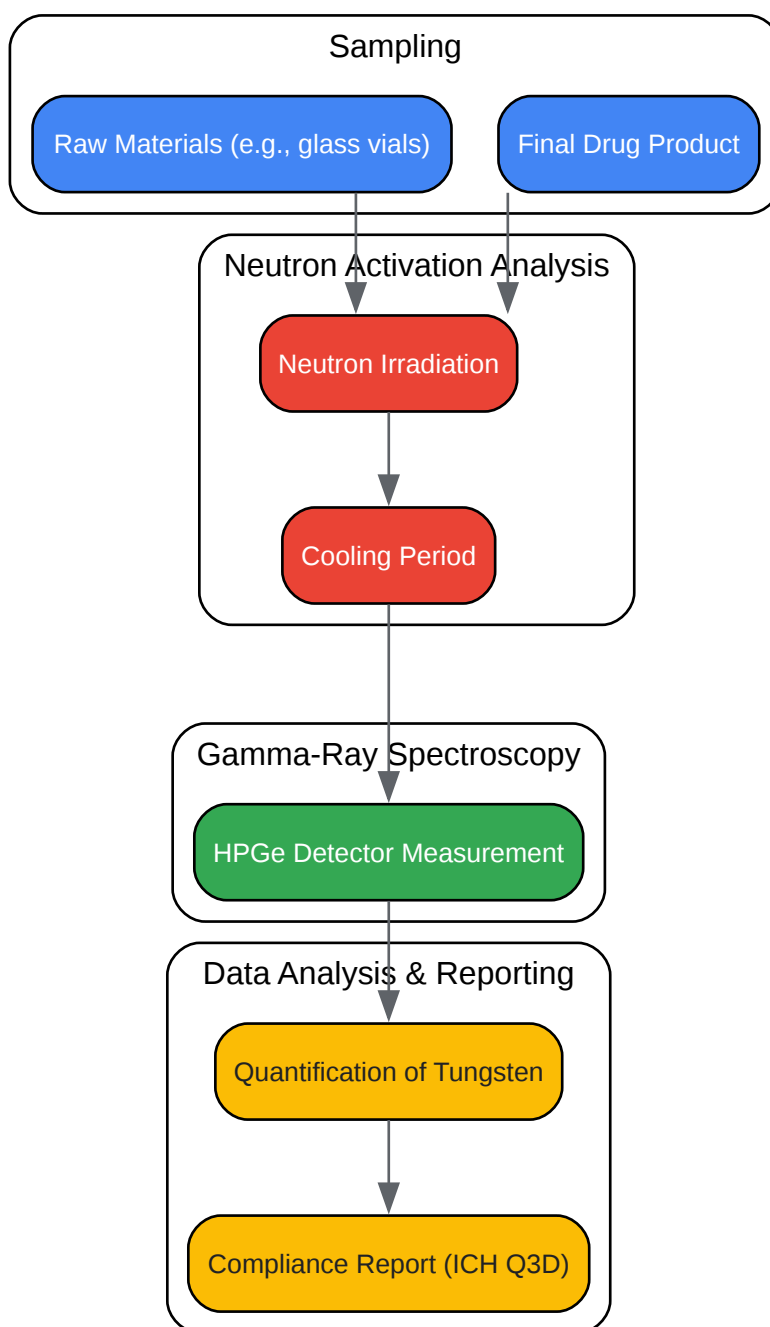 Sampling
Raw Materials (e.g., glass vials)
Final Drug Product
Neutron Activation Analysis
Neutron Irradiation
Cooling Period
Gamma-Ray Spectroscopy
HPGe Detector Measurement
Data Analysis & Reporting
Quantification of Tungsten
Compliance Report (ICH Q3D)